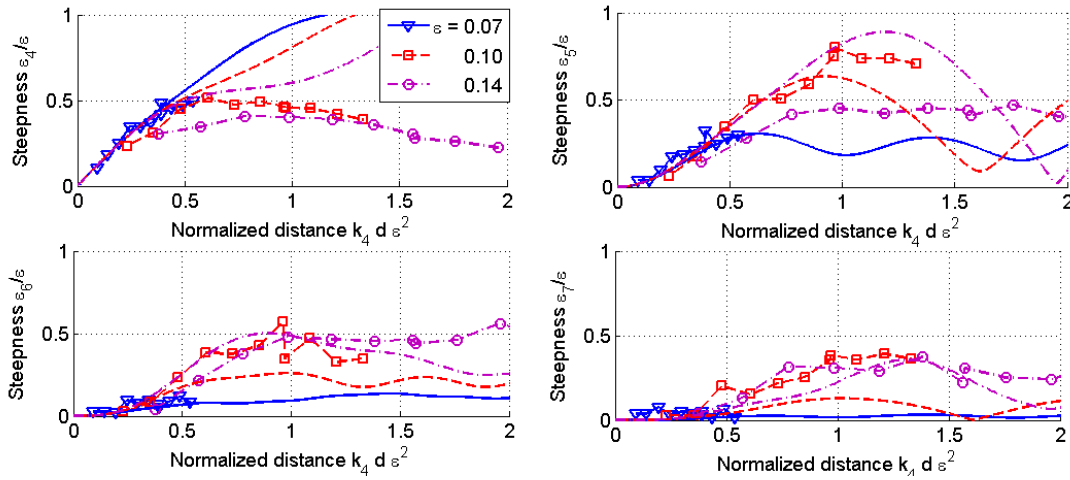 1
0.5
0
0 0.5 1 1.5 2
Steepness ε4/ε
Normalized distance k4 d ε2
ε = 0.07
0.10
0.14
1
0.5
0
0 0.5 1 1.5 2
Steepness ε5/ε
Normalized distance k4 d ε2
1
0.5
0
0 0.5 1 1.5 2
Steepness ε6/ε
Normalized distance k4 d ε2
1
0.5
0
0 0.5 1 1.5 2
Steepness ε7/ε
Normalized distance k4 d ε2